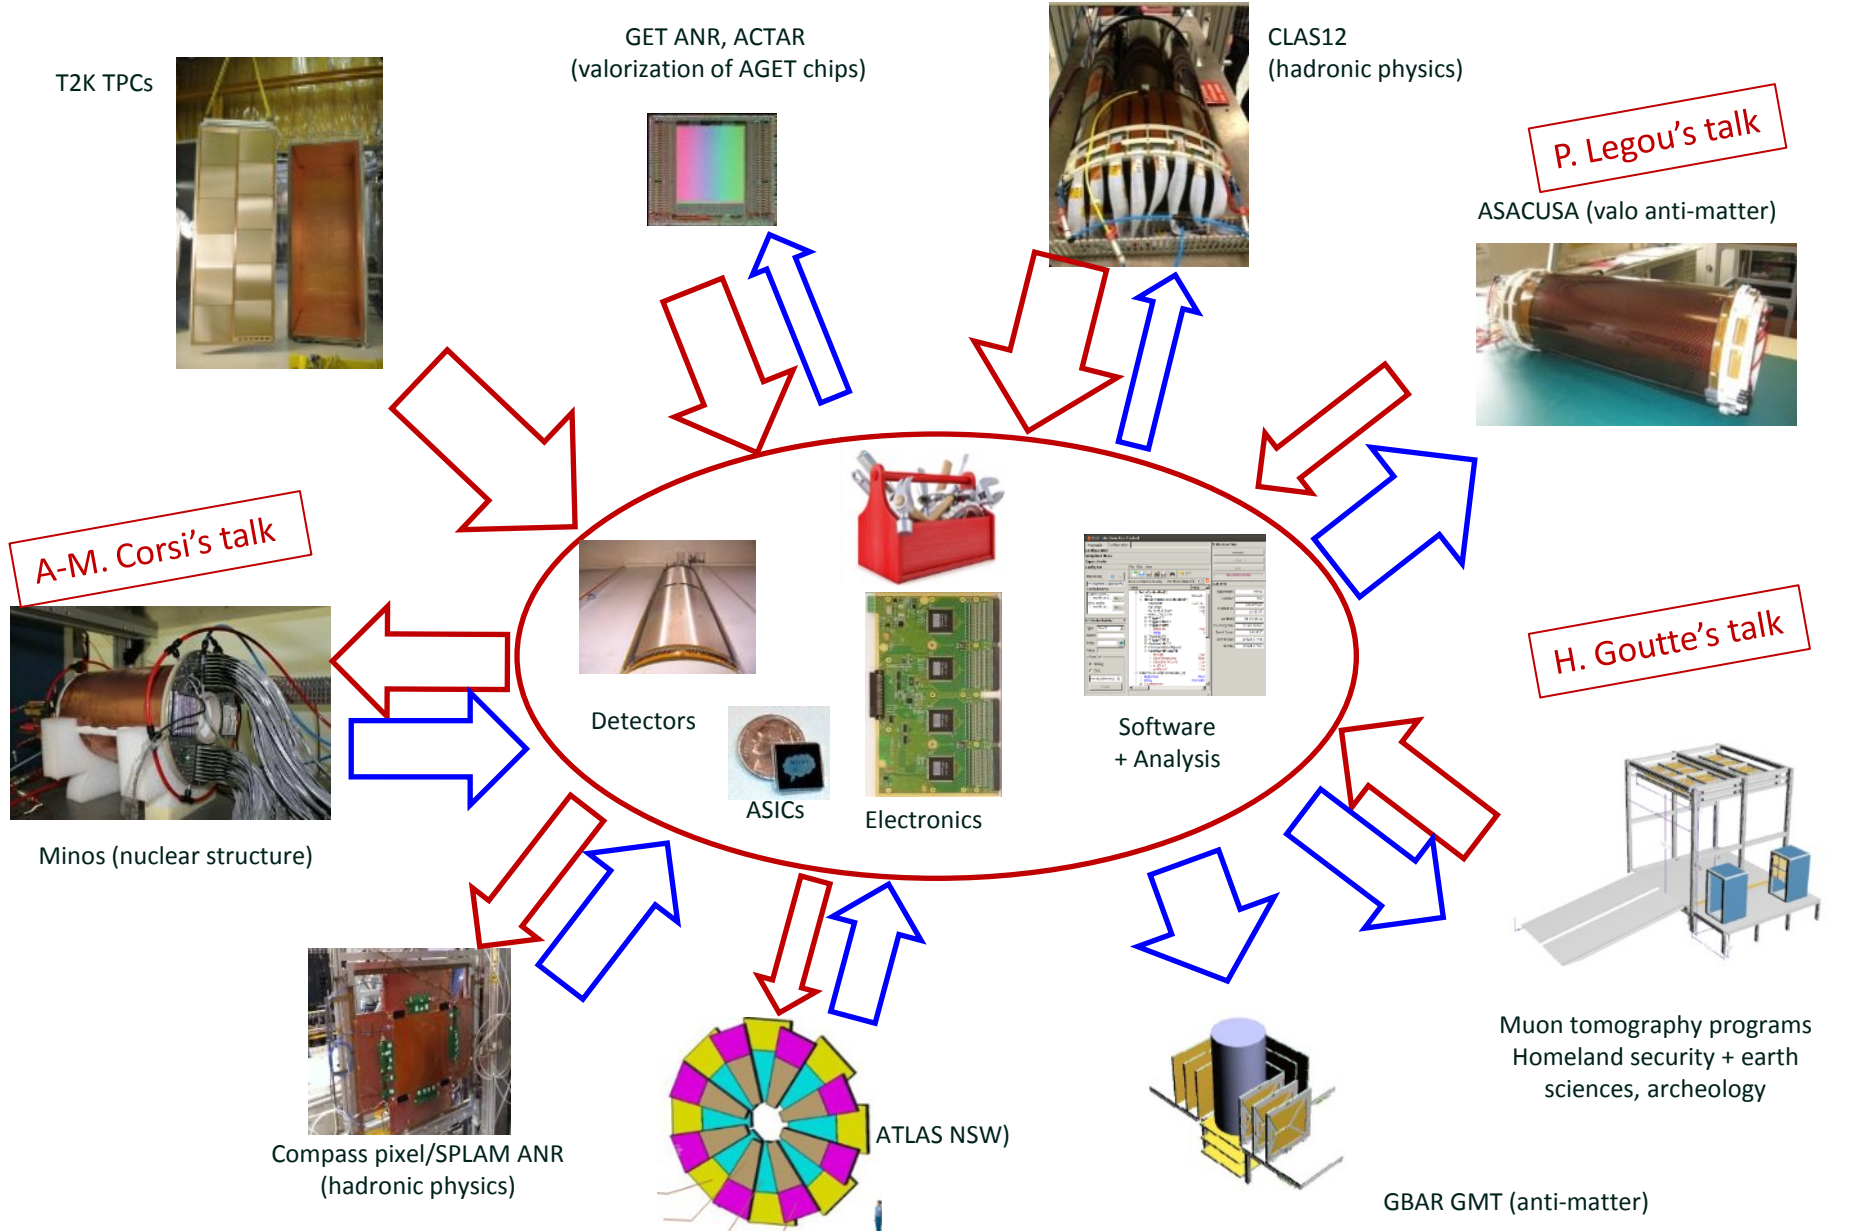 GET ANR, ACTAR
(valorization of AGET chips)
CLAS12
(hadronic physics)
T2K TPCs
P. Legou's talk
ASACUSA (valo anti-matter)
A-M. Corsi's talk
H. Goutte's talk
Detectors
Software
+ Analysis
ASICs
Electronics
Minos (nuclear structure)
Muon tomography programs
Homeland security + earth
sciences, archeology
ATLAS NSW)
Compass pixel/SPLAM ANR
(hadronic physics)
GBAR GMT (anti-matter)